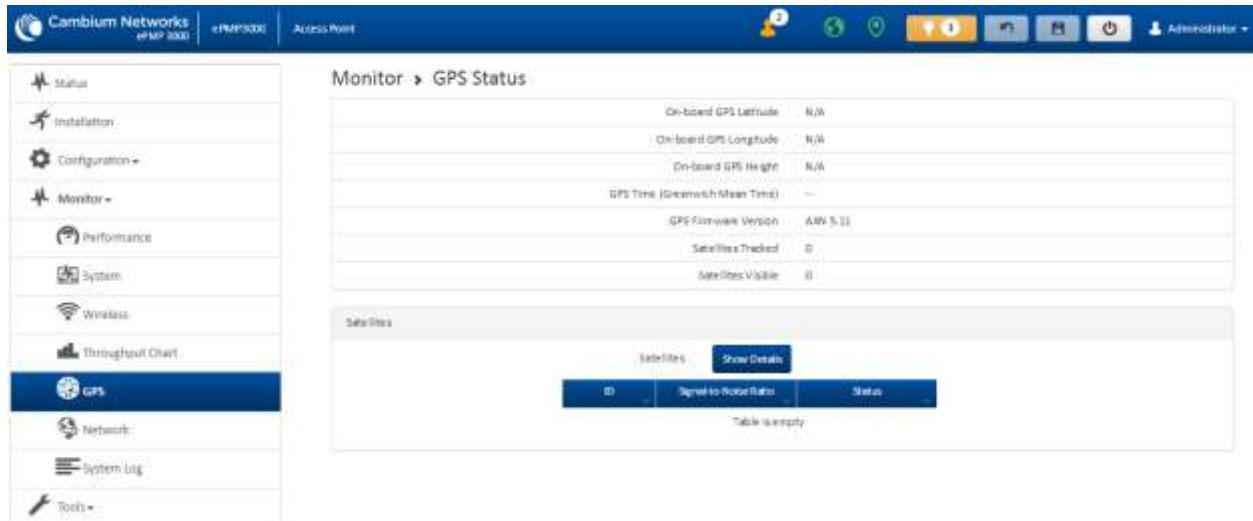 Cambium Networks
ePMP 3000
ePMP3000
Access Point
Administrator
Status
Installation
Configuration
Monitor
Performance
System
Wireless
Throughput Chart
GPS
Network
System Log
Tools
Monitor > GPS Status
On-board GPS Latitude N/A
On-board GPS Longitude N/A
On-board GPS Height N/A
GPS Time (Greenwich Mean Time) --
GPS Firmware Version AXN 5.11
Satellites Tracked 0
Satellites Visible 0
Satellites
Satellites Show Details
ID Signal-to-Noise Ratio Status
Table is empty